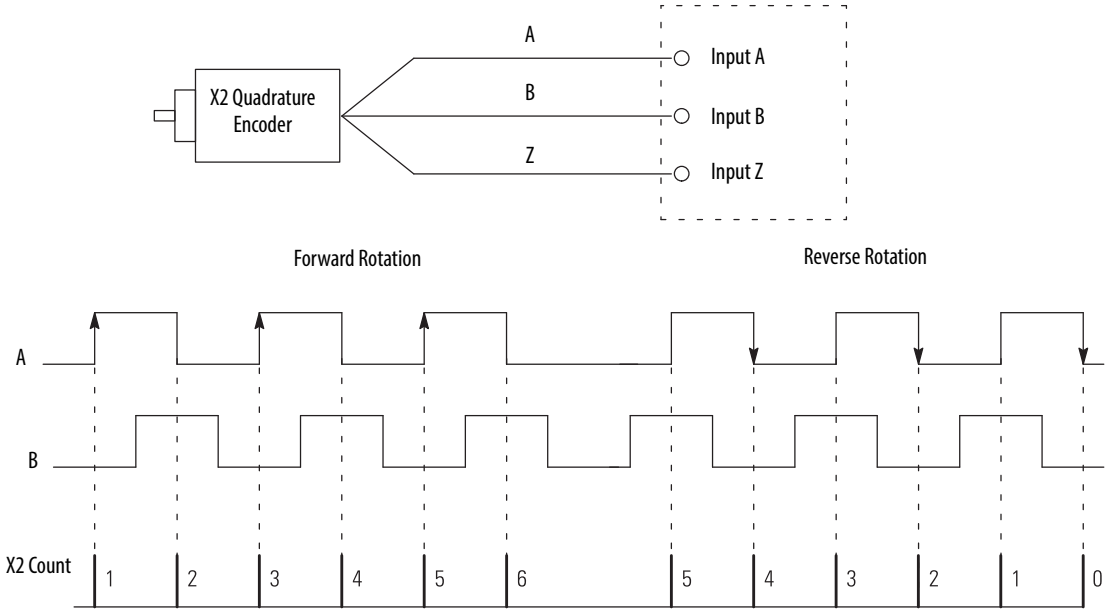 A
Input A
X2 Quadrature
Encoder
B
Input B
Z
Input Z
Forward Rotation
Reverse Rotation
A
B
X2 Count
1 2 3 4 5 6 5 4 3 2 1 0